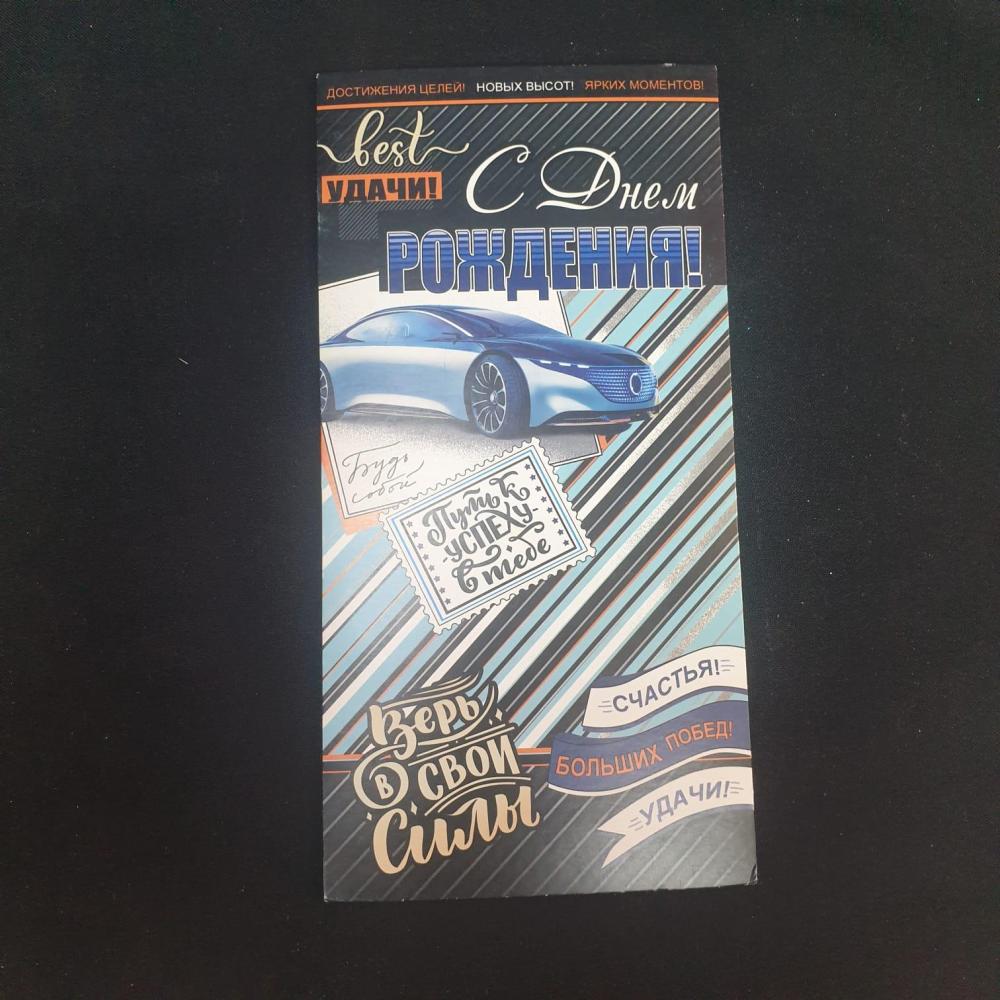 ДОСТИЖЕНИЯ ЦЕЛЕЙ! НОВЫХ ВЫСОТ! ЯРКИХ МОМЕНТОВ!
best
УДАЧИ!
С Днем
РОЖДЕНИЯ!
Будь
собой
Путь к
УСПЕХУ
в тебе
Верь
в свои
Силы
СЧАСТЬЯ!
БОЛЬШИХ ПОБЕД!
УДАЧИ!